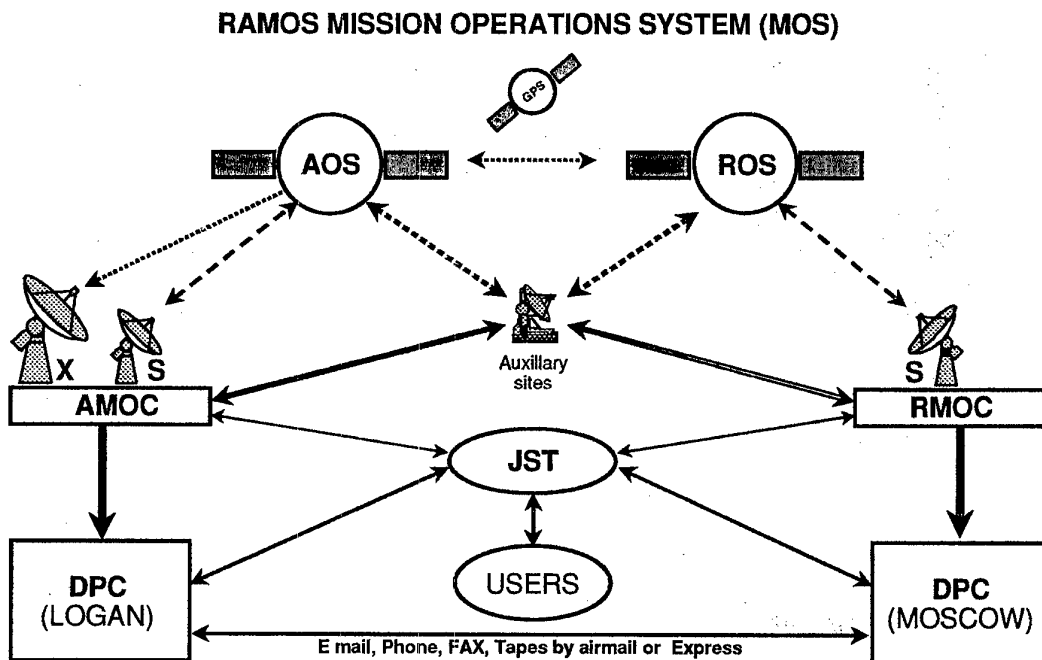 RAMOS MISSION OPERATIONS SYSTEM (MOS)
GPS
AOS
ROS
X
S
Auxillary
sites
S
AMOC
RMOC
JST
DPC
(LOGAN)
USERS
DPC
(MOSCOW)
E mail, Phone, FAX, Tapes by airmail or Express